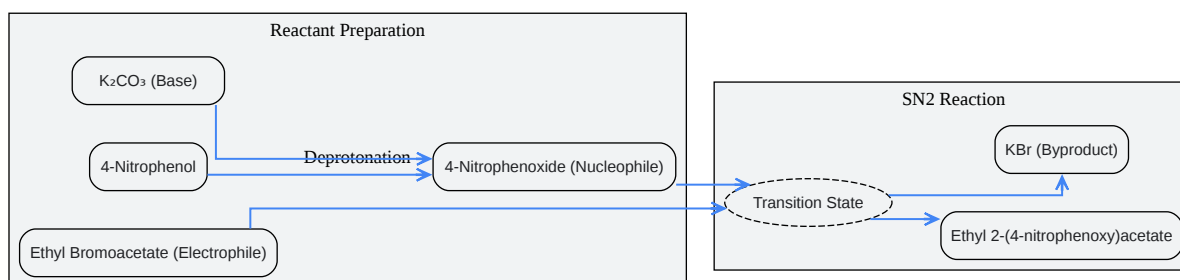 Reactant Preparation
K₂CO₃ (Base)
4-Nitrophenol
Deprotonation
4-Nitrophenoxide (Nucleophile)
Ethyl Bromoacetate (Electrophile)
SN2 Reaction
KBr (Byproduct)
Transition State
Ethyl 2-(4-nitrophenoxy)acetate